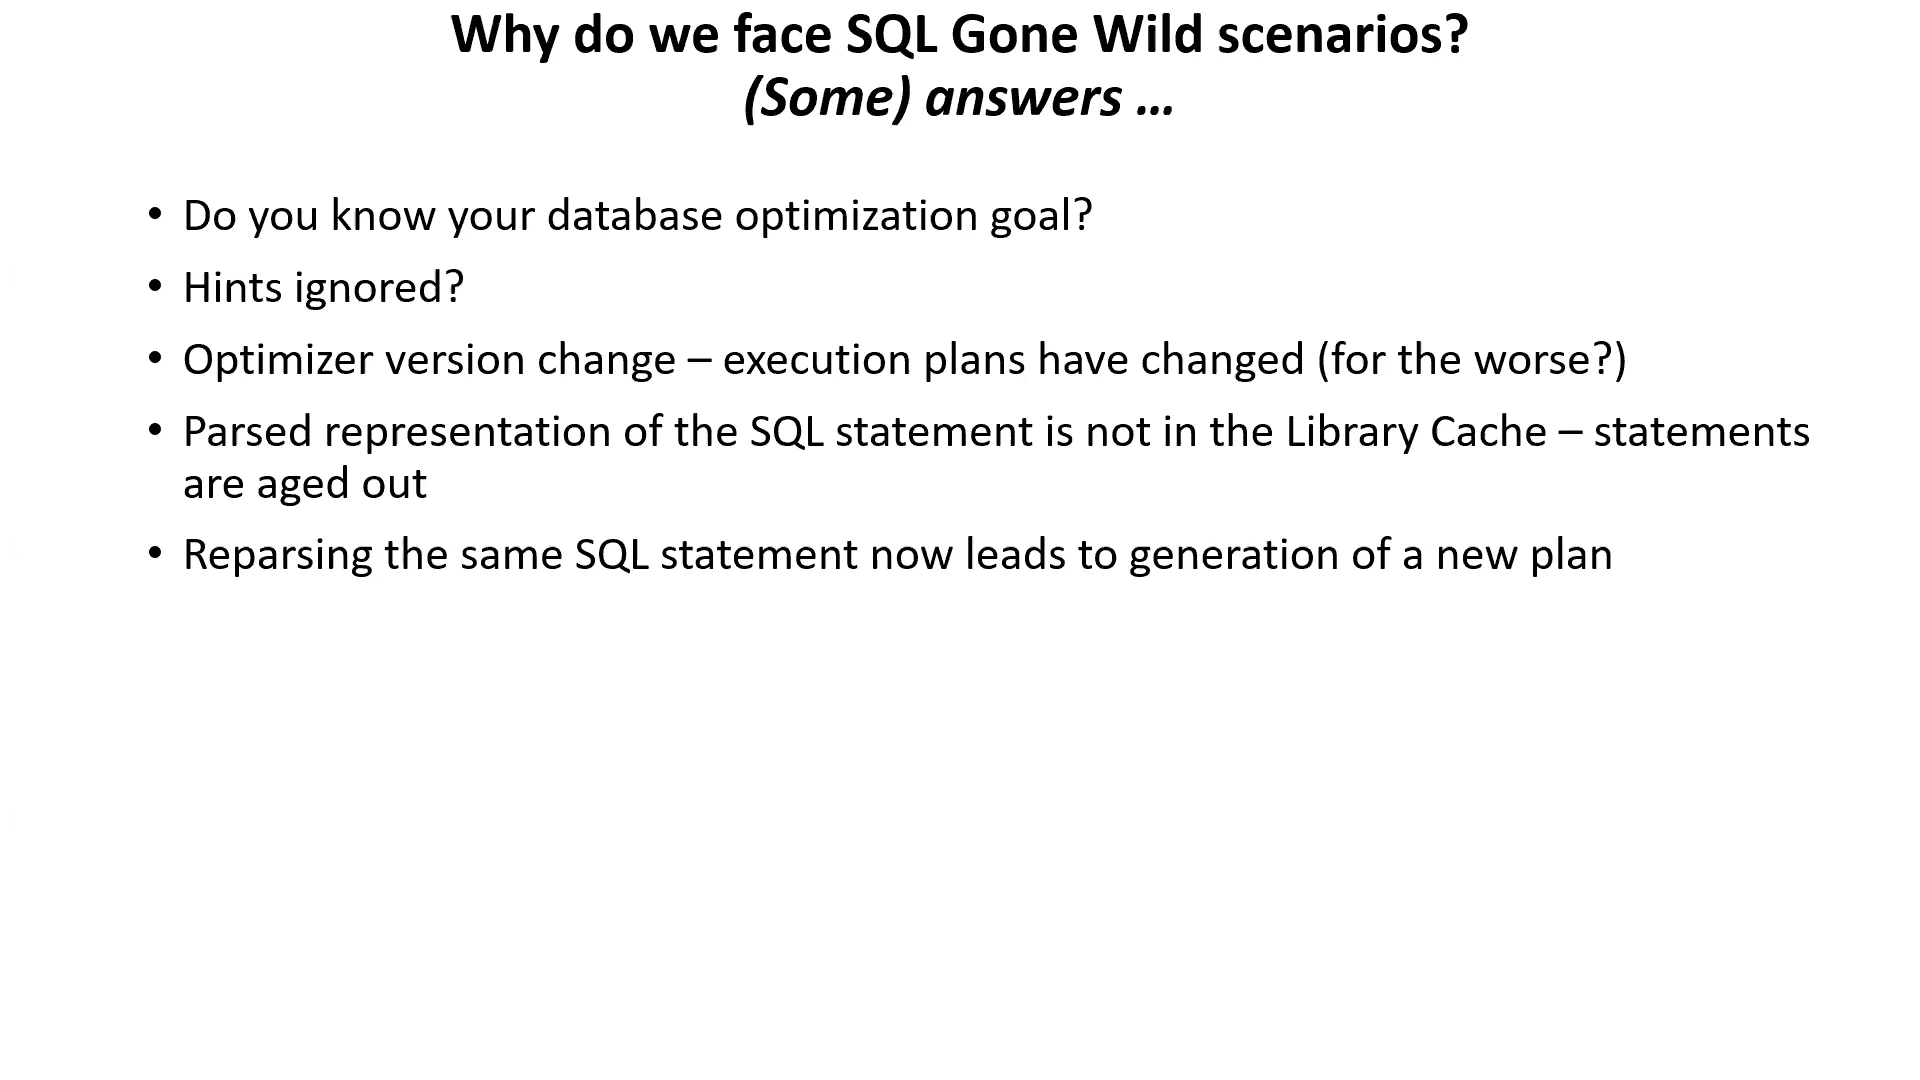 Why do we face SQL Gone Wild scenarios?
(Some) answers …
• Do you know your database optimization goal?
• Hints ignored?
• Optimizer version change – execution plans have changed (for the worse?)
• Parsed representation of the SQL statement is not in the Library Cache – statements
are aged out
• Reparsing the same SQL statement now leads to generation of a new plan